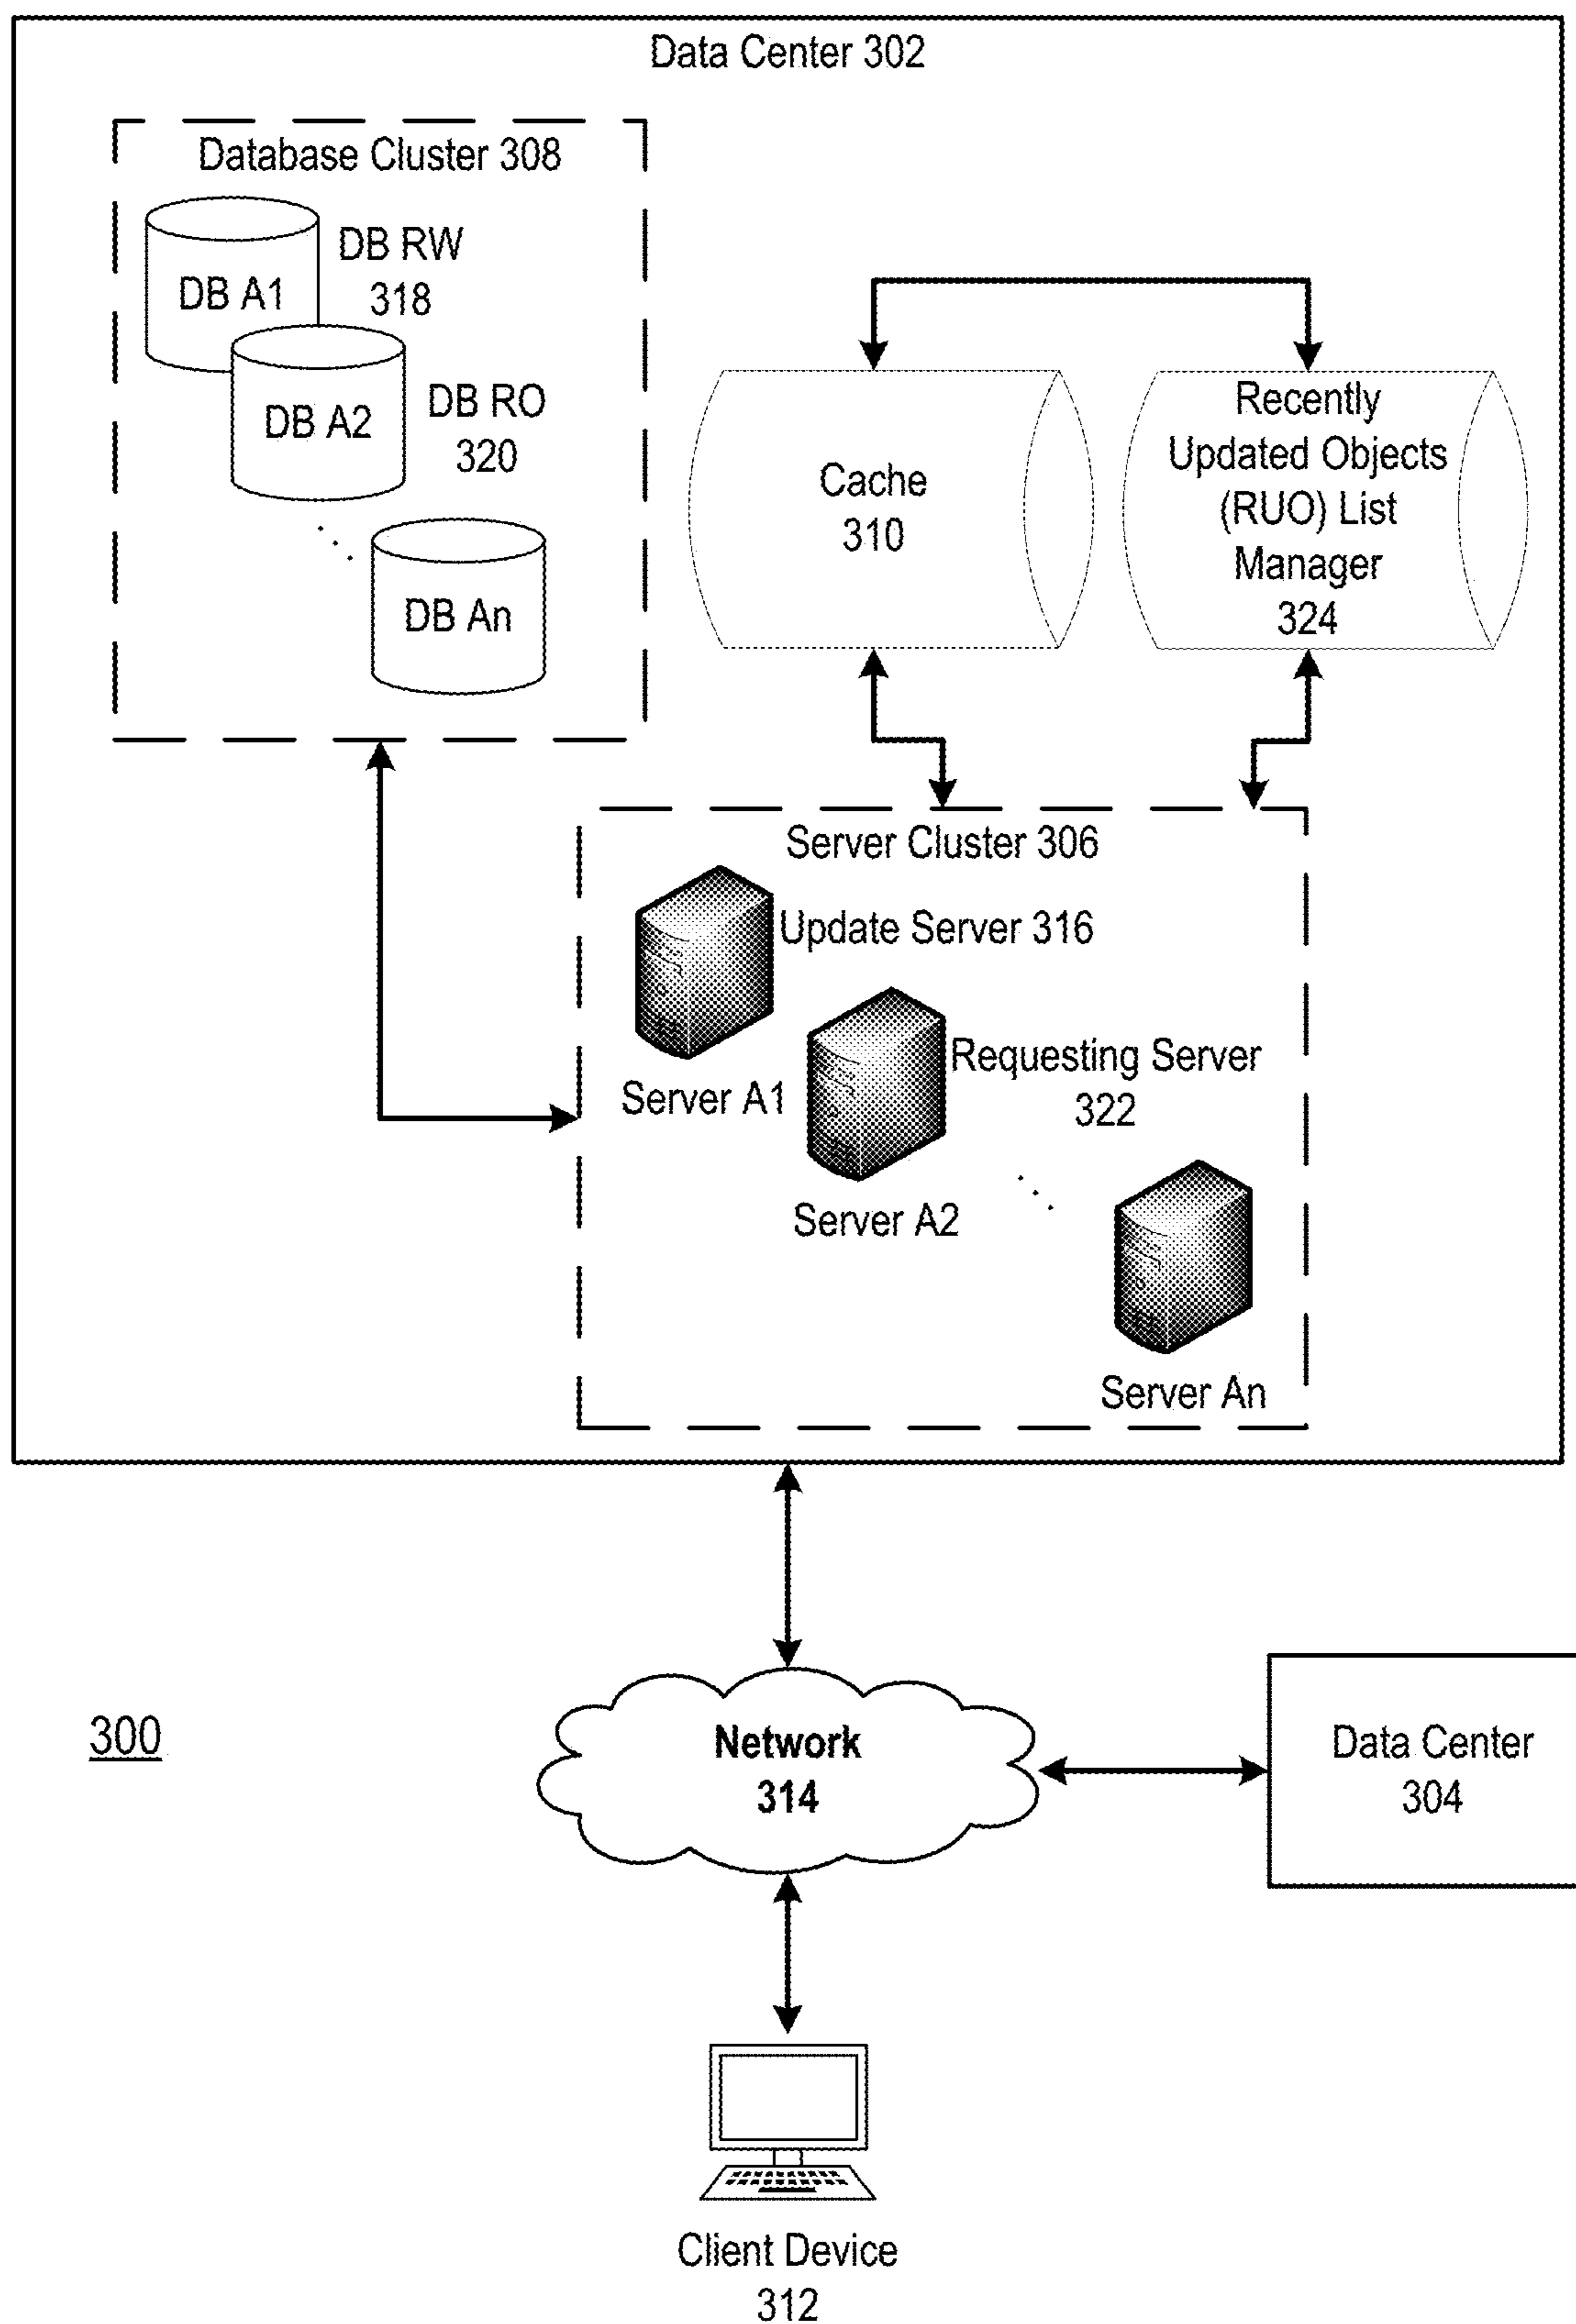 Data Center 302
Database Cluster 308
DB RW
318
DB A1
DB RO
320
DB A2
DB An
Cache
310
Recently
Updated Objects
(RUO) List
Manager
324
Server Cluster 306
Update Server 316
Server A1
Requesting Server
322
Server A2
Server An
300
Network
314
Data Center
304
Client Device
312